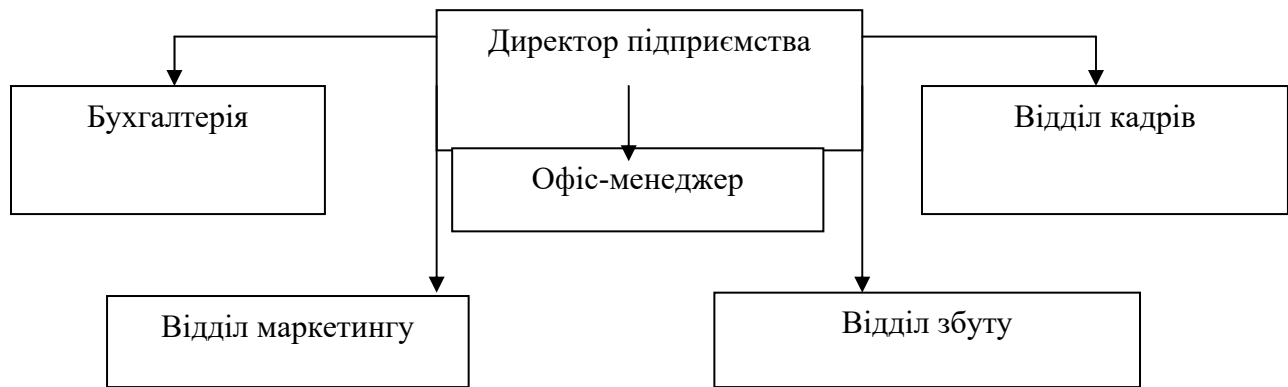 Директор підприємства
Бухгалтерія
Відділ кадрів
Офіс-менеджер
Відділ маркетингу
Відділ збуту